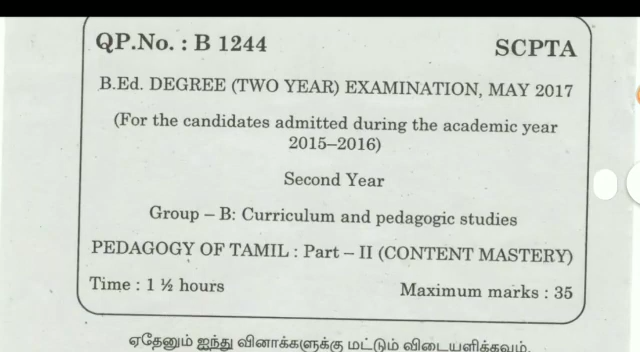 QP.No. : B 1244 SCPTA
B.Ed. DEGREE (TWO YEAR) EXAMINATION, MAY 2017
(For the candidates admitted during the academic year
2015–2016)
Second Year
Group – B: Curriculum and pedagogic studies
PEDAGOGY OF TAMIL : Part – II (CONTENT MASTERY)
Time : 1 ½ hours Maximum marks : 35
ஏதேனும் ஐந்து வினாக்களுக்கு மட்டும் விடையளிக்கவும்.